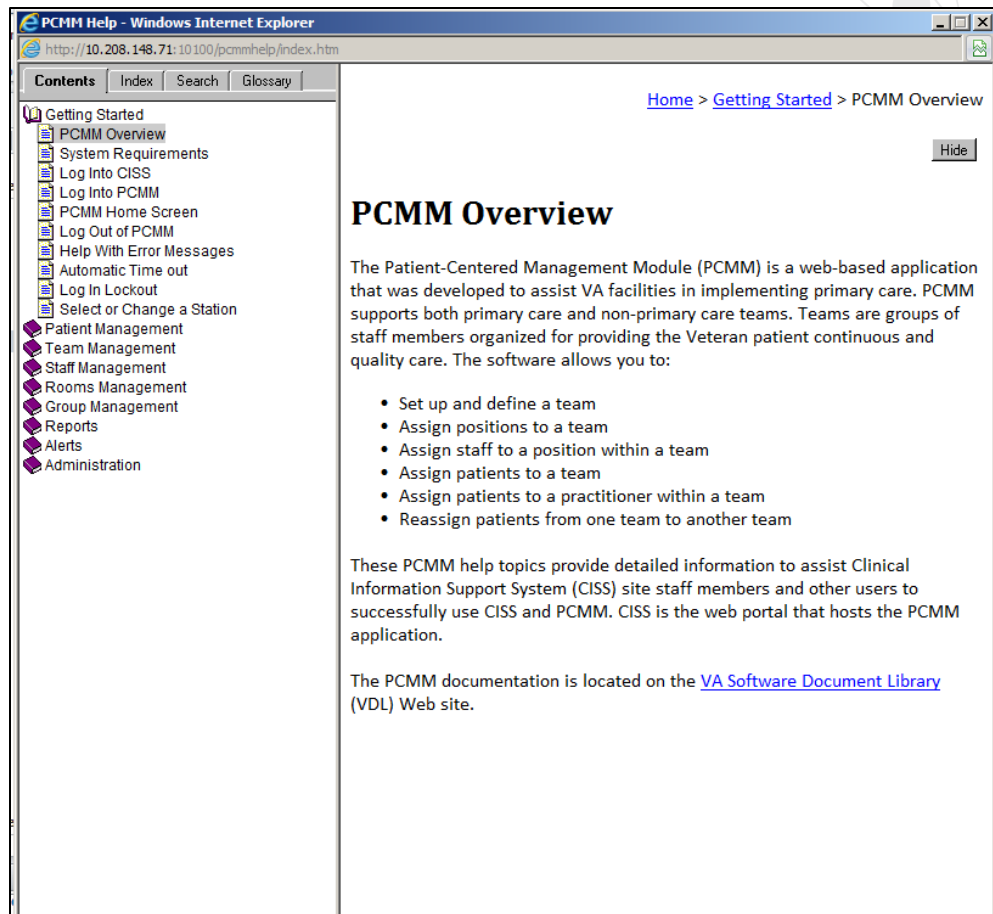 PCMM Help - Windows Internet Explorer
http://10.208.148.71:10100/pcmmhelp/index.htm
Contents Index Search Glossary
Getting Started
PCMM Overview
System Requirements
Log Into CISS
Log Into PCMM
PCMM Home Screen
Log Out of PCMM
Help With Error Messages
Automatic Time out
Log In Lockout
Select or Change a Station
Patient Management
Team Management
Staff Management
Rooms Management
Group Management
Reports
Alerts
Administration
Home > Getting Started > PCMM Overview
Hide
PCMM Overview
The Patient-Centered Management Module (PCMM) is a web-based application
that was developed to assist VA facilities in implementing primary care. PCMM
supports both primary care and non-primary care teams. Teams are groups of
staff members organized for providing the Veteran patient continuous and
quality care. The software allows you to:
• Set up and define a team
• Assign positions to a team
• Assign staff to a position within a team
• Assign patients to a team
• Assign patients to a practitioner within a team
• Reassign patients from one team to another team
These PCMM help topics provide detailed information to assist Clinical
Information Support System (CISS) site staff members and other users to
successfully use CISS and PCMM. CISS is the web portal that hosts the PCMM
application.
The PCMM documentation is located on the VA Software Document Library
(VDL) Web site.